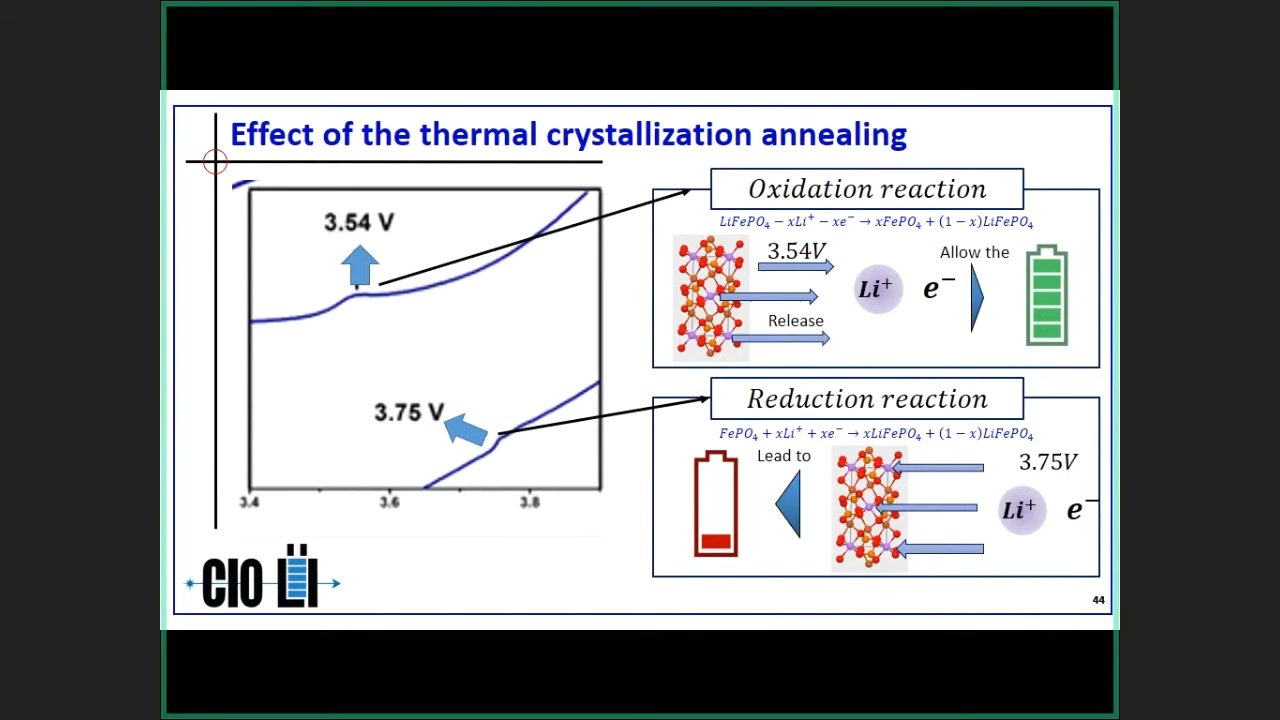 Effect of the thermal crystallization annealing
3.54 V
3.75 V
3.4 3.6 3.8
Oxidation reaction
LiFePO₄ − xLi⁺ − xe⁻ → xFePO₄ + (1 − x)LiFePO₄
3.54V
Release
Li⁺ e⁻
Allow the
Reduction reaction
FePO₄ + xLi⁺ + xe⁻ → xLiFePO₄ + (1 − x)LiFePO₄
Lead to
3.75V
Li⁺ e⁻
CIO Li
44